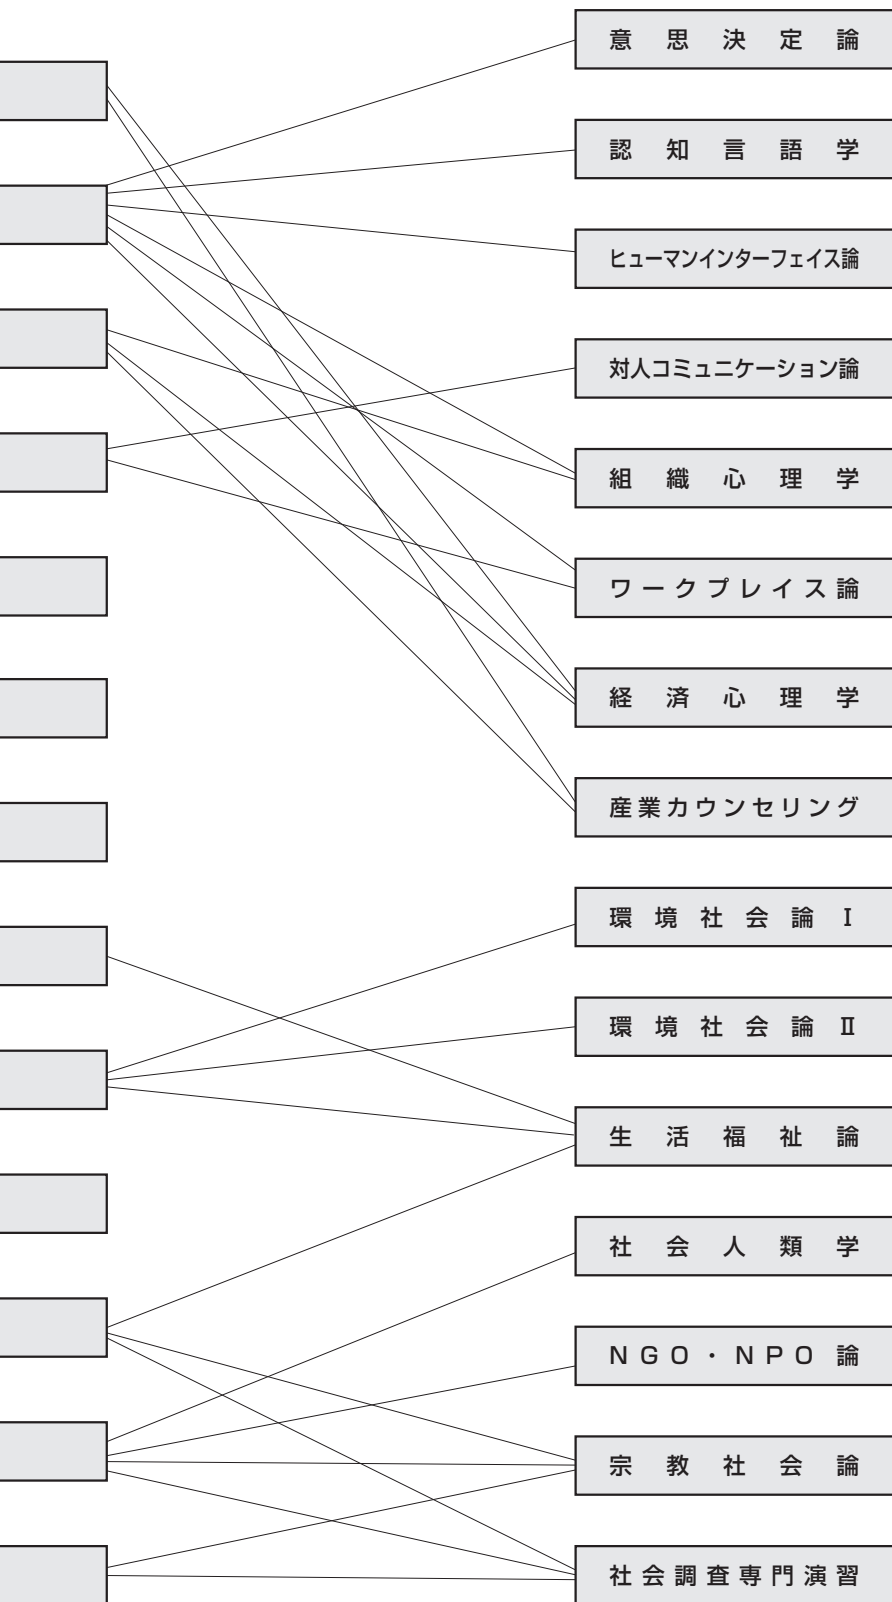 意思決定論
認知言語学
ヒューマンインターフェイス論
対人コミュニケーション論
組織心理学
ワークプレイス論
経済心理学
産業カウンセリング
環境社会論Ⅰ
環境社会論Ⅱ
生活福祉論
社会人類学
NGO・NPO論
宗教社会論
社会調査専門演習